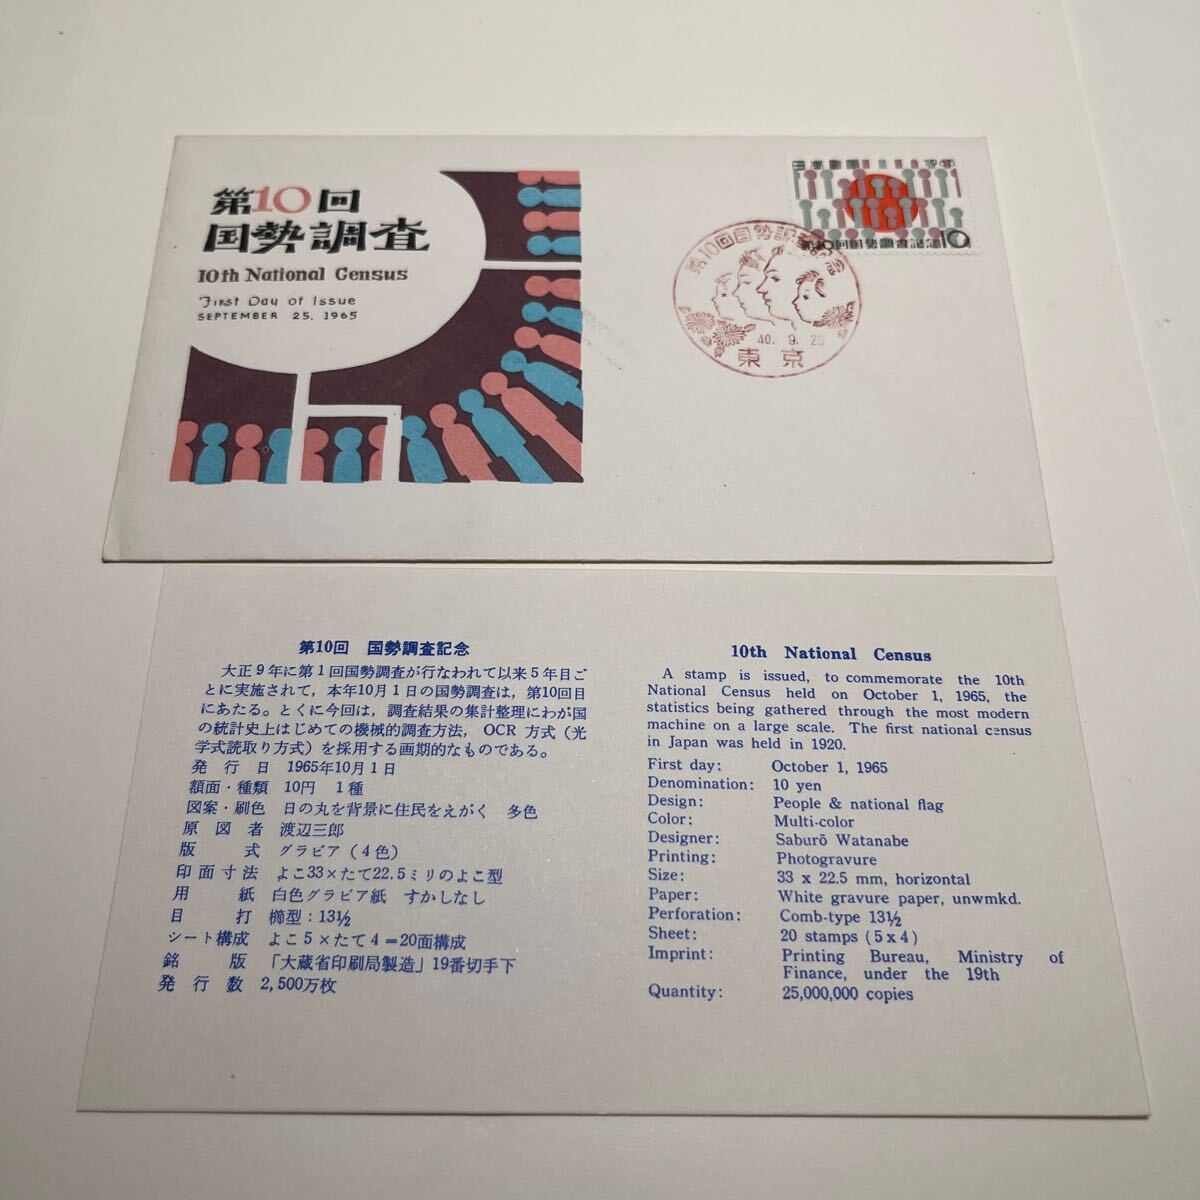 第10回
国勢調査
10th National Census
First Day of Issue
SEPTEMBER 25, 1965
日本郵便 1965
第10回国勢調査記念 10
第10回国勢調査記念
40. 9. 25
東京
第10回 国勢調査記念
大正9年に第1回国勢調査が行なわれて以来5年目ご
とに実施されて，本年10月1日の国勢調査は，第10回目
にあたる。とくに今回は，調査結果の集計整理にわが国
の統計史上はじめての機械的調査方法， OCR 方式（光
学式読取り方式）を採用する画期的なものである。
発行日 1965年10月1日
額面・種類 10円 1種
図案・刷色 日の丸を背景に住民をえがく 多色
原図者 渡辺三郎
版式 グラビア（4色）
印面寸法 よこ33×たて22.5ミリのよこ型
用紙 白色グラビア紙 すかしなし
目打 櫛型：13½
シート構成 よこ5×たて4＝20面構成
銘版 「大蔵省印刷局製造」19番切手下
発行数 2,500万枚
10th National Census
A stamp is issued, to commemorate the 10th
National Census held on October 1, 1965, the
statistics being gathered through the most modern
machine on a large scale. The first national census
in Japan was held in 1920.
First day: October 1, 1965
Denomination: 10 yen
Design: People & national flag
Color: Multi-color
Designer: Saburō Watanabe
Printing: Photogravure
Size: 33 x 22.5 mm, horizontal
Paper: White gravure paper, unwmkd.
Perforation: Comb-type 13½
Sheet: 20 stamps (5x4)
Imprint: Printing Bureau, Ministry of
Finance, under the 19th
Quantity: 25,000,000 copies